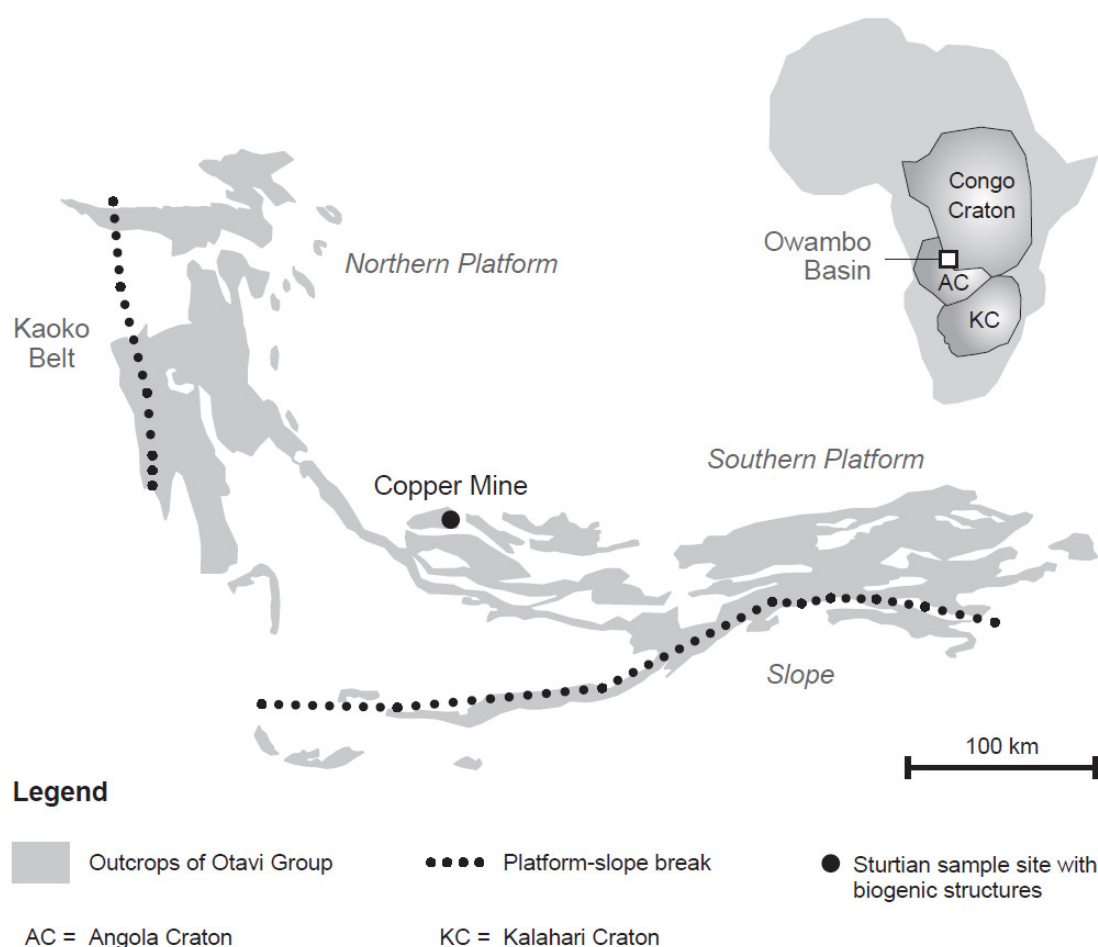 Congo
Craton
Owambo
Basin
AC
KC
Northern Platform
Kaoko
Belt
Southern Platform
Copper Mine
Slope
100 km
Legend
Outcrops of Otavi Group
Platform-slope break
Sturtian sample site with
biogenic structures
AC = Angola Craton
KC = Kalahari Craton